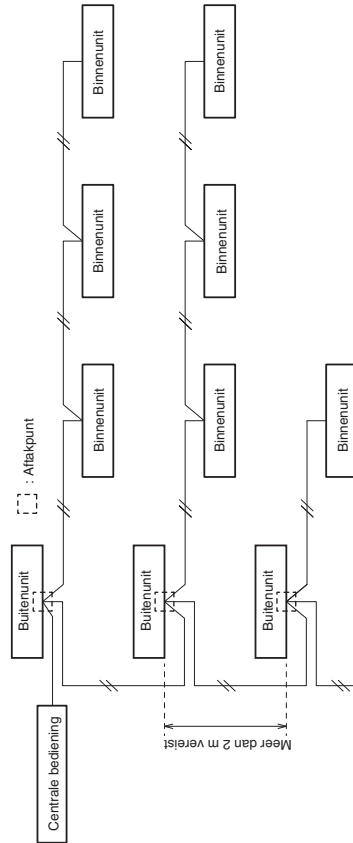 : Aftakpunt
Centrale bediening
Buitenunit
Binnenunit
Binnenunit
Binnenunit
Buitenunit
Binnenunit
Binnenunit
Binnenunit
Meer dan 2 m vereist
Buitenunit
Binnenunit